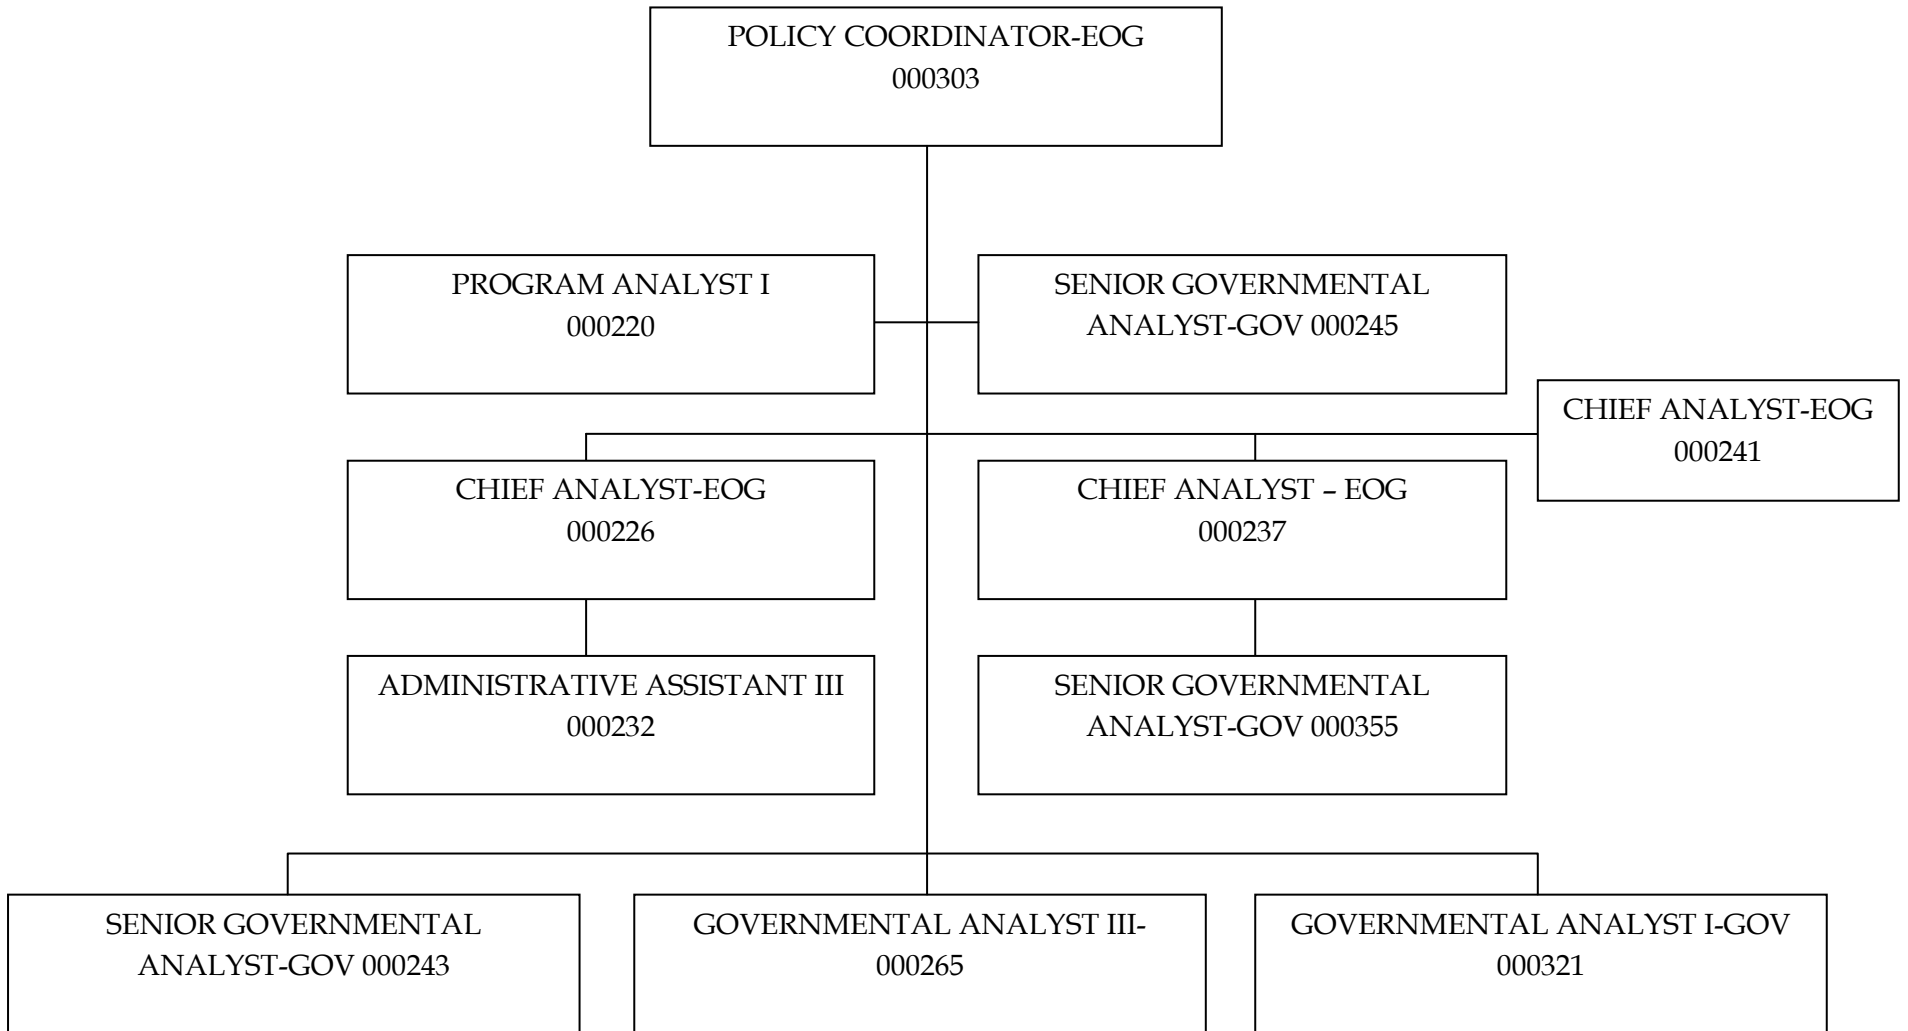 POLICY COORDINATOR-EOG
000303
PROGRAM ANALYST I
000220
SENIOR GOVERNMENTAL
ANALYST-GOV 000245
CHIEF ANALYST-EOG
000241
CHIEF ANALYST-EOG
000226
CHIEF ANALYST – EOG
000237
ADMINISTRATIVE ASSISTANT III
000232
SENIOR GOVERNMENTAL
ANALYST-GOV 000355
SENIOR GOVERNMENTAL
ANALYST-GOV 000243
GOVERNMENTAL ANALYST III-
000265
GOVERNMENTAL ANALYST I-GOV
000321